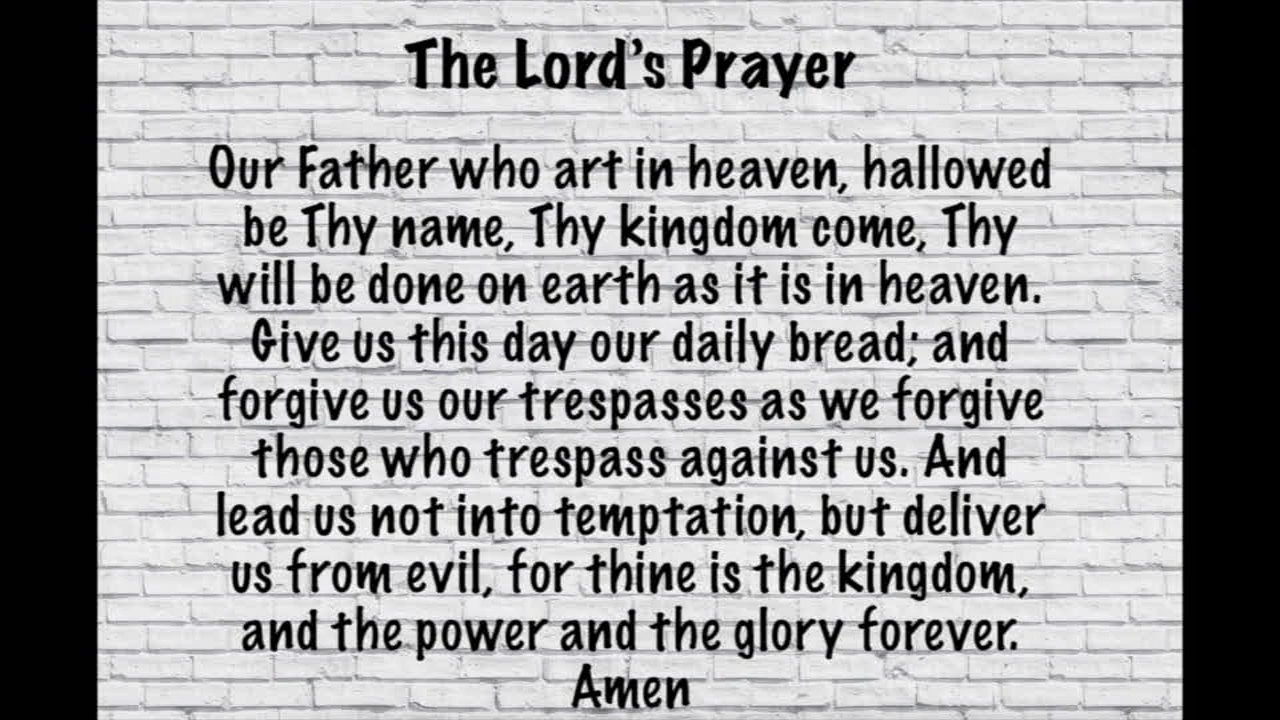 The Lord's Prayer
Our Father who art in heaven, hallowed
be Thy name, Thy kingdom come, Thy
will be done on earth as it is in heaven.
Give us this day our daily bread; and
forgive us our trespasses as we forgive
those who trespass against us. And
lead us not into temptation, but deliver
us from evil, for thine is the kingdom,
and the power and the glory forever.
Amen